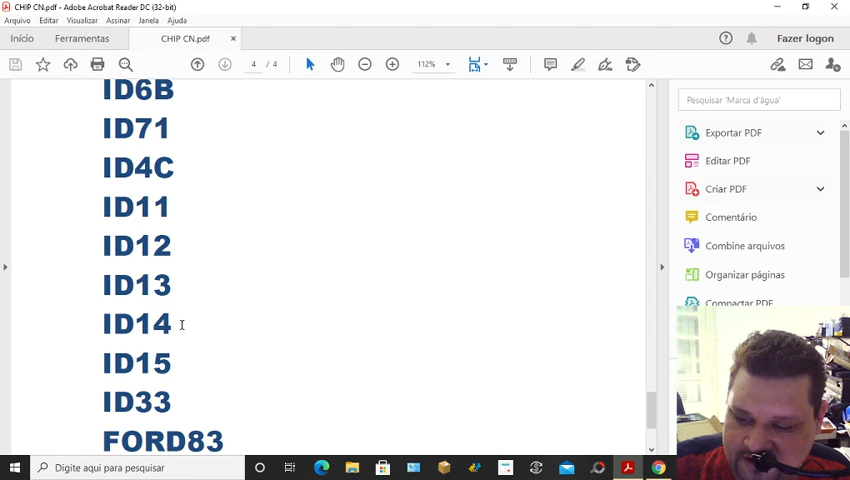 CHIP CN.pdf - Adobe Acrobat Reader DC (32-bit)
Arquivo Editar Visualizar Assinar Janela Ajuda
Início Ferramentas CHIP CN.pdf × Fazer logon
4 / 4 112%
Pesquisar 'Marca d'água'
ID6B
ID71
ID4C
ID11
ID12
ID13
ID14
ID15
ID33
FORD83
Exportar PDF
Editar PDF
Criar PDF
Comentário
Combine arquivos
Organizar páginas
Compactar PDF
Digite aqui para pesquisar